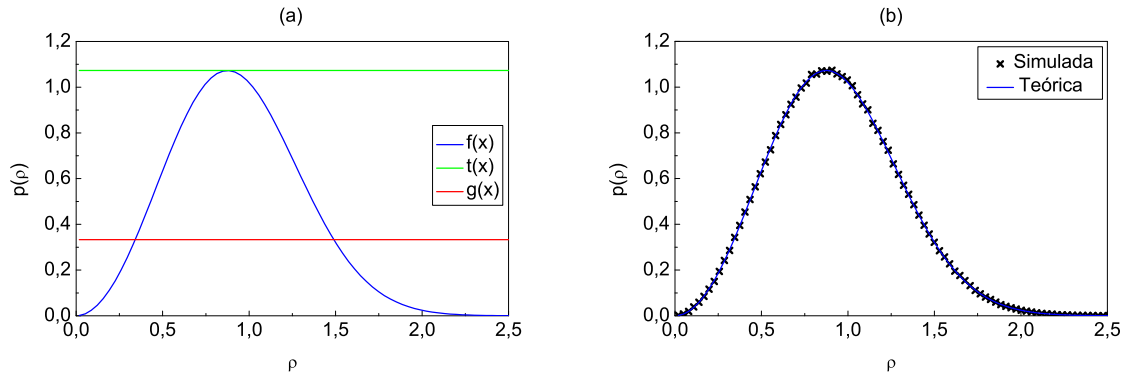 (a)
1,2
1,0
0,8
0,6
0,4
0,2
0,0
p(ρ)
f(x)
t(x)
g(x)
0,0 0,5 1,0 1,5 2,0 2,5
ρ
(b)
1,2
1,0
0,8
0,6
0,4
0,2
0,0
p(ρ)
Simulada
Teórica
0,0 0,5 1,0 1,5 2,0 2,5
ρ